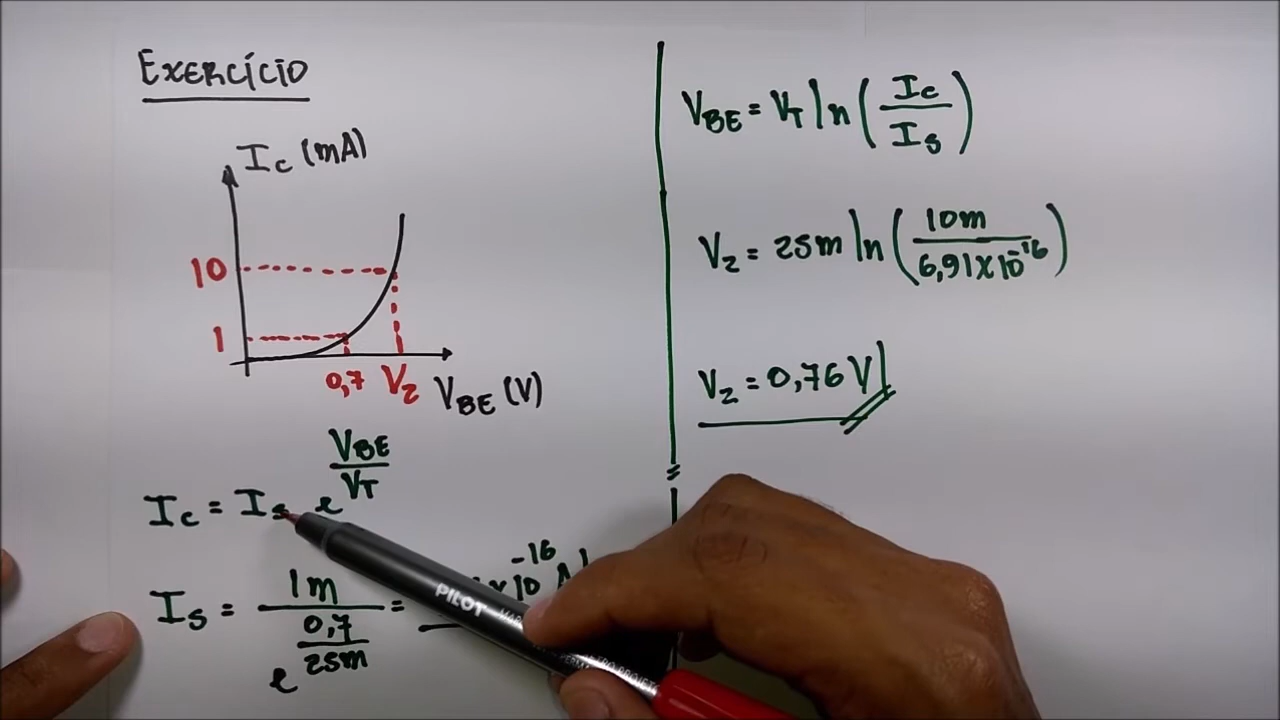 EXERCÍCIO
Ic (mA)
10
1
0,7 V2 VBE (V)
Ic = Is e^(VBE/VT)
Is = 1m / e^(0,7/25m) = x10^-16 A
VBE = VT ln (Ic/Is)
V2 = 25m ln (10m / 6,91x10^-16)
V2 = 0,76 V
PILOT